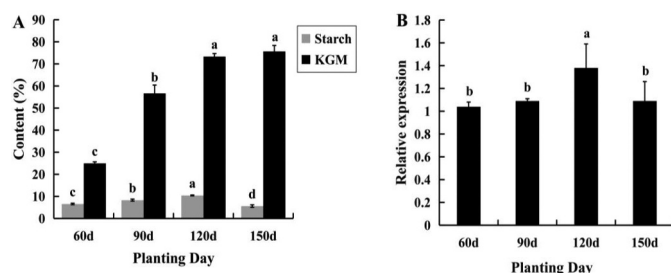 A
Content (%)
90
80
70
60
50
40
30
20
10
0
Starch
KGM
c
c
b
b
a
a
d
a
60d
90d
120d
150d
Planting Day
B
Relative expression
1.8
1.6
1.4
1.2
1
0.8
0.6
0.4
0.2
0
b
b
a
b
60d
90d
120d
150d
Planting Day